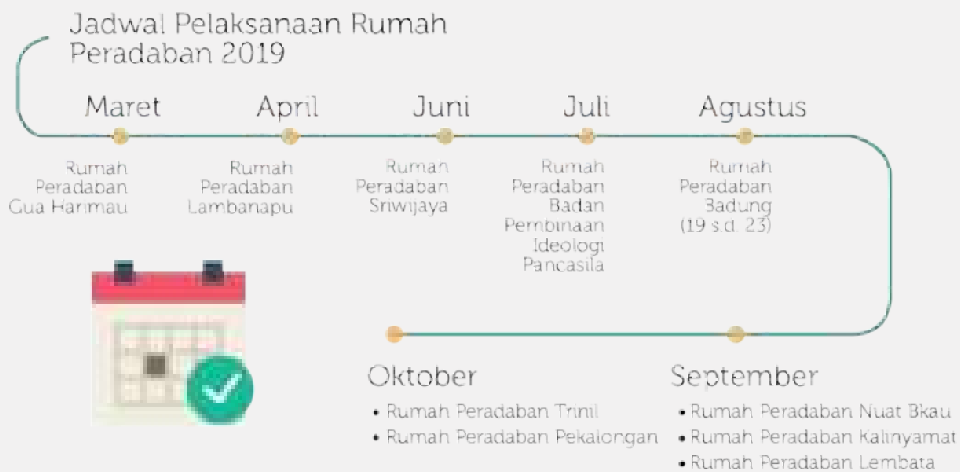 Jadwal Pelaksanaan Rumah
Peradaban 2019
Maret
Rumah
Peradaban
Gua Harimau
April
Rumah
Peradaban
Lambanapu
Juni
Rumah
Peradaban
Sriwijaya
Juli
Rumah
Peradaban
Badan
Pembinaan
Ideologi
Pancasila
Agustus
Rumah
Peradaban
Badung
(19 s.d. 23)
September
• Rumah Peradaban Nuat Bkau
• Rumah Peradaban Kalinyamat
• Rumah Peradaban Lembata
Oktober
• Rumah Peradaban Trinil
• Rumah Peradaban Pekalongan